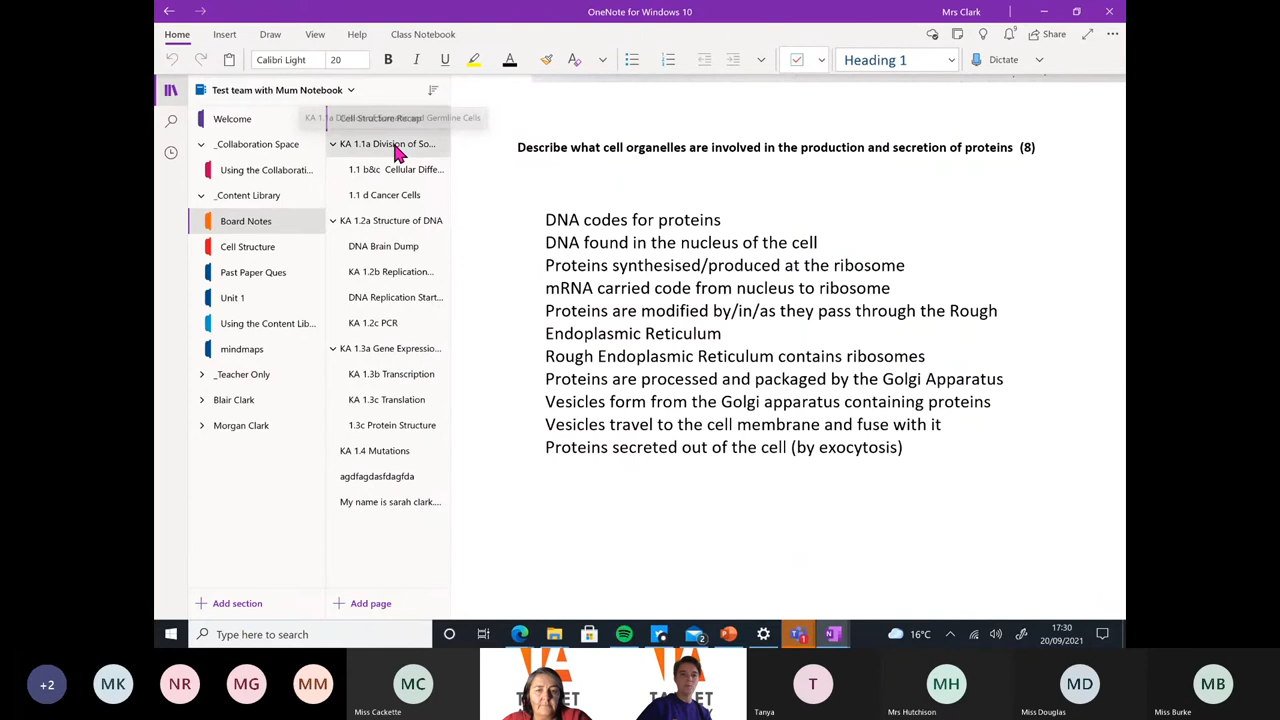 OneNote for Windows 10
Mrs Clark
Home Insert Draw View Help Class Notebook
Share
Calibri Light 20
Heading 1
Dictate
Test team with Mum Notebook
Welcome
_Collaboration Space
Using the Collaborati...
_Content Library
Board Notes
Cell Structure
Past Paper Ques
Unit 1
Using the Content Lib...
mindmaps
_Teacher Only
Blair Clark
Morgan Clark
Add section
Cell Structure Recap
KA 1.1a Division of So...
1.1 b&c Cellular Diffe...
1.1 d Cancer Cells
KA 1.2a Structure of DNA
DNA Brain Dump
KA 1.2b Replication...
DNA Replication Start...
KA 1.2c PCR
KA 1.3a Gene Expressio...
KA 1.3b Transcription
KA 1.3c Translation
1.3c Protein Structure
KA 1.4 Mutations
agdfagdasfdagfda
My name is sarah clark....
Add page
Describe what cell organelles are involved in the production and secretion of proteins (8)
DNA codes for proteins
DNA found in the nucleus of the cell
Proteins synthesised/produced at the ribosome
mRNA carried code from nucleus to ribosome
Proteins are modified by/in/as they pass through the Rough
Endoplasmic Reticulum
Rough Endoplasmic Reticulum contains ribosomes
Proteins are processed and packaged by the Golgi Apparatus
Vesicles form from the Golgi apparatus containing proteins
Vesicles travel to the cell membrane and fuse with it
Proteins secreted out of the cell (by exocytosis)
Type here to search
2
1
16°C
17:30
20/09/2021
+2
MK
NR
MG
MM
MC
Miss Cackette
T
Tanya
MH
Mrs Hutchison
MD
Miss Douglas
MB
Miss Burke